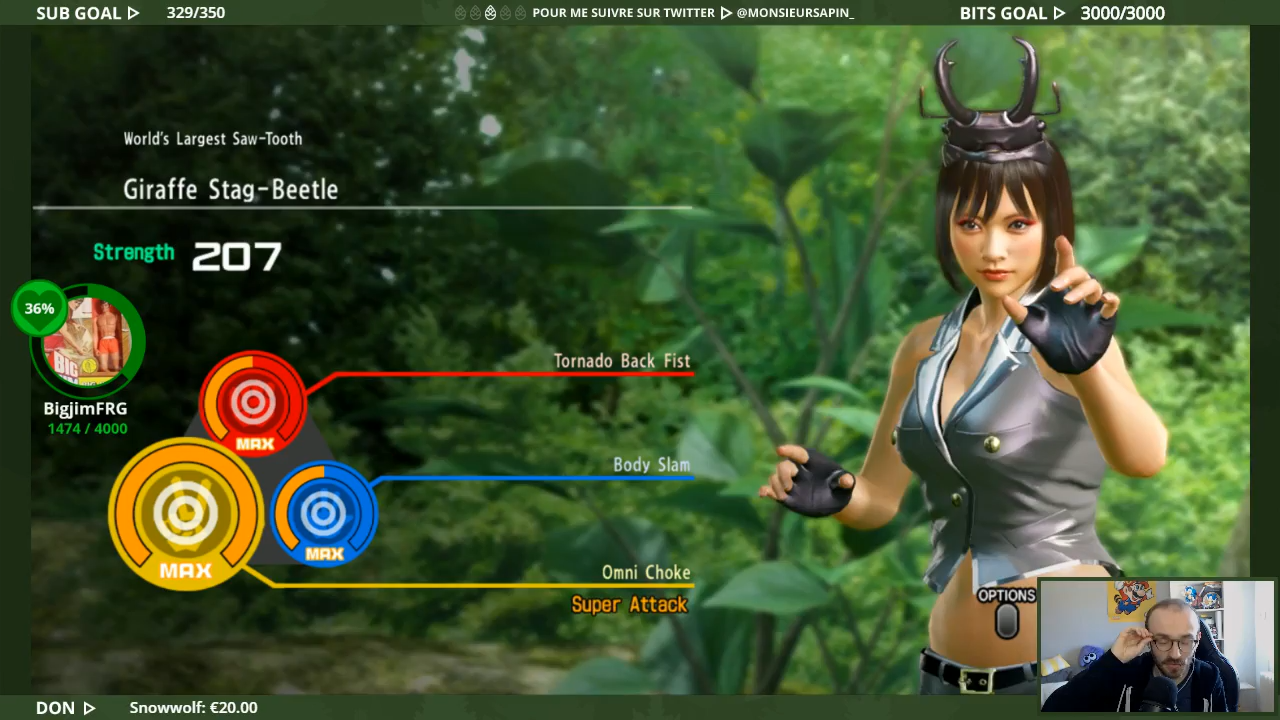 SUB GOAL 329/350 POUR ME SUIVRE SUR TWITTER @MONSIEURSAPIN_ BITS GOAL 3000/3000
World's Largest Saw-Tooth
Giraffe Stag-Beetle
Strength 207
36%
BIG
BigjimFRG
1474 / 4000
Tornado Back Fist
MAX
Body Slam
MAX
Omni Choke
MAX
Super Attack
OPTIONS
DON Snowwolf: €20.00